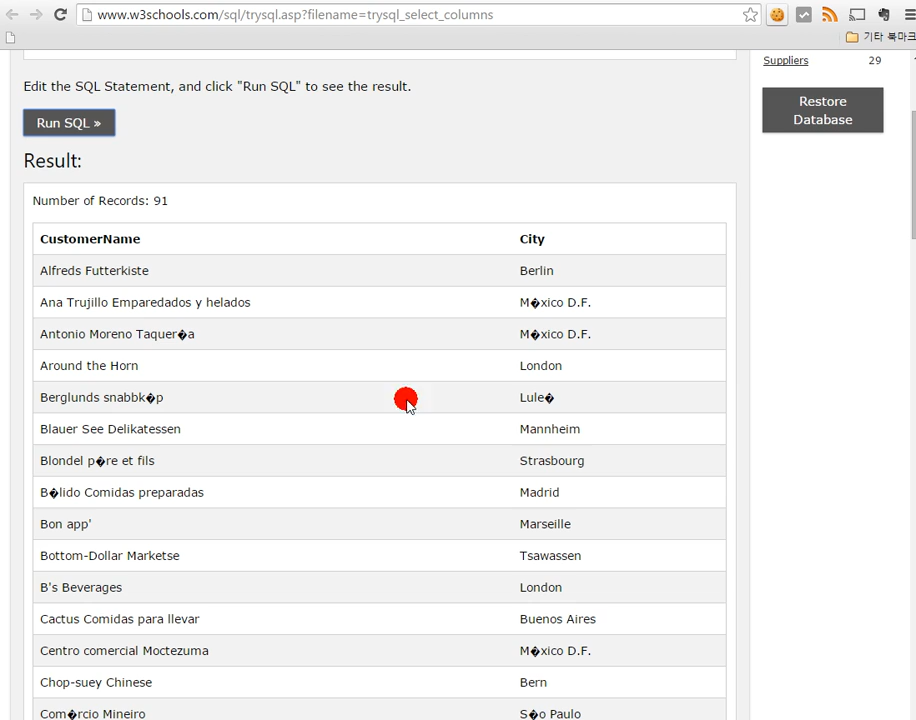 www.w3schools.com/sql/trysql.asp?filename=trysql_select_columns
기타 북마크
Suppliers 29
Edit the SQL Statement, and click "Run SQL" to see the result.
Restore
Database
Run SQL »
Result:
Number of Records: 91
CustomerName City
Alfreds Futterkiste Berlin
Ana Trujillo Emparedados y helados M�xico D.F.
Antonio Moreno Taquer�a M�xico D.F.
Around the Horn London
Berglunds snabbk�p Lule�
Blauer See Delikatessen Mannheim
Blondel p�re et fils Strasbourg
B�lido Comidas preparadas Madrid
Bon app' Marseille
Bottom-Dollar Marketse Tsawassen
B's Beverages London
Cactus Comidas para llevar Buenos Aires
Centro comercial Moctezuma M�xico D.F.
Chop-suey Chinese Bern
Com�rcio Mineiro S�o Paulo